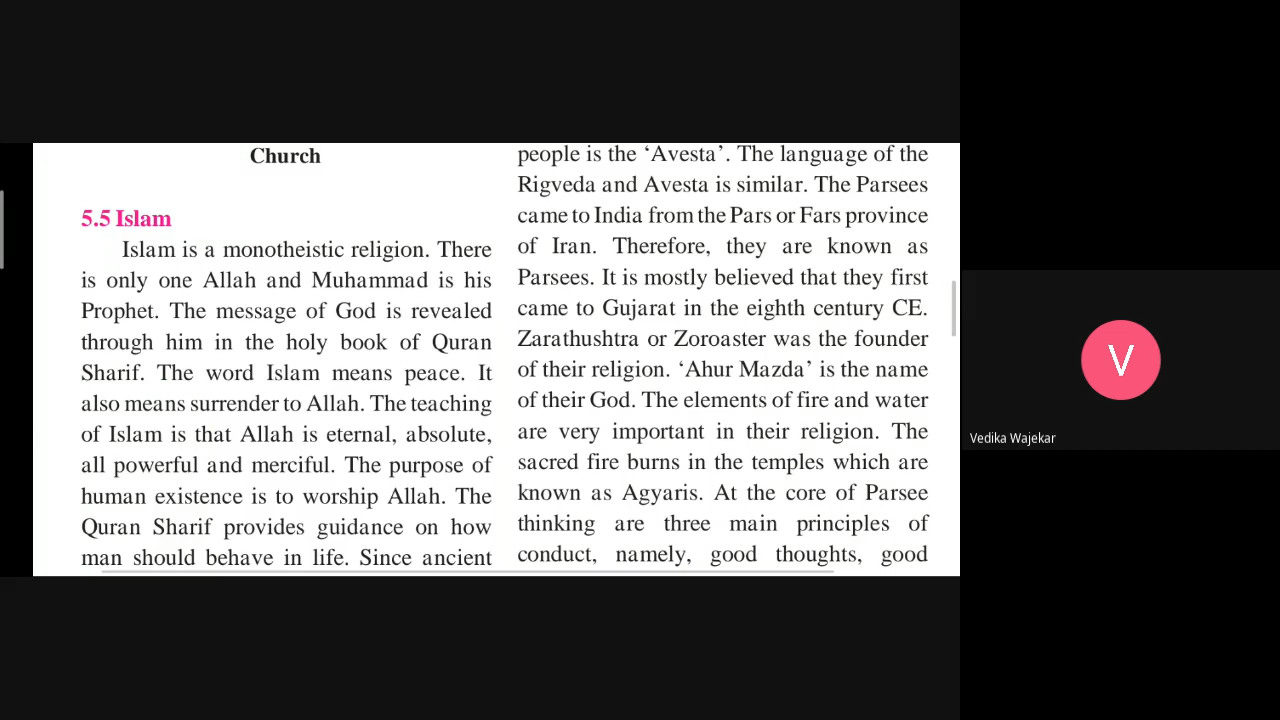 Church
5.5 Islam
Islam is a monotheistic religion. There
is only one Allah and Muhammad is his
Prophet. The message of God is revealed
through him in the holy book of Quran
Sharif. The word Islam means peace. It
also means surrender to Allah. The teaching
of Islam is that Allah is eternal, absolute,
all powerful and merciful. The purpose of
human existence is to worship Allah. The
Quran Sharif provides guidance on how
man should behave in life. Since ancient
people is the ‘Avesta’. The language of the
Rigveda and Avesta is similar. The Parsees
came to India from the Pars or Fars province
of Iran. Therefore, they are known as
Parsees. It is mostly believed that they first
came to Gujarat in the eighth century CE.
Zarathushtra or Zoroaster was the founder
of their religion. ‘Ahur Mazda’ is the name
of their God. The elements of fire and water
are very important in their religion. The
sacred fire burns in the temples which are
known as Agyaris. At the core of Parsee
thinking are three main principles of
conduct, namely, good thoughts, good
V
Vedika Wajekar